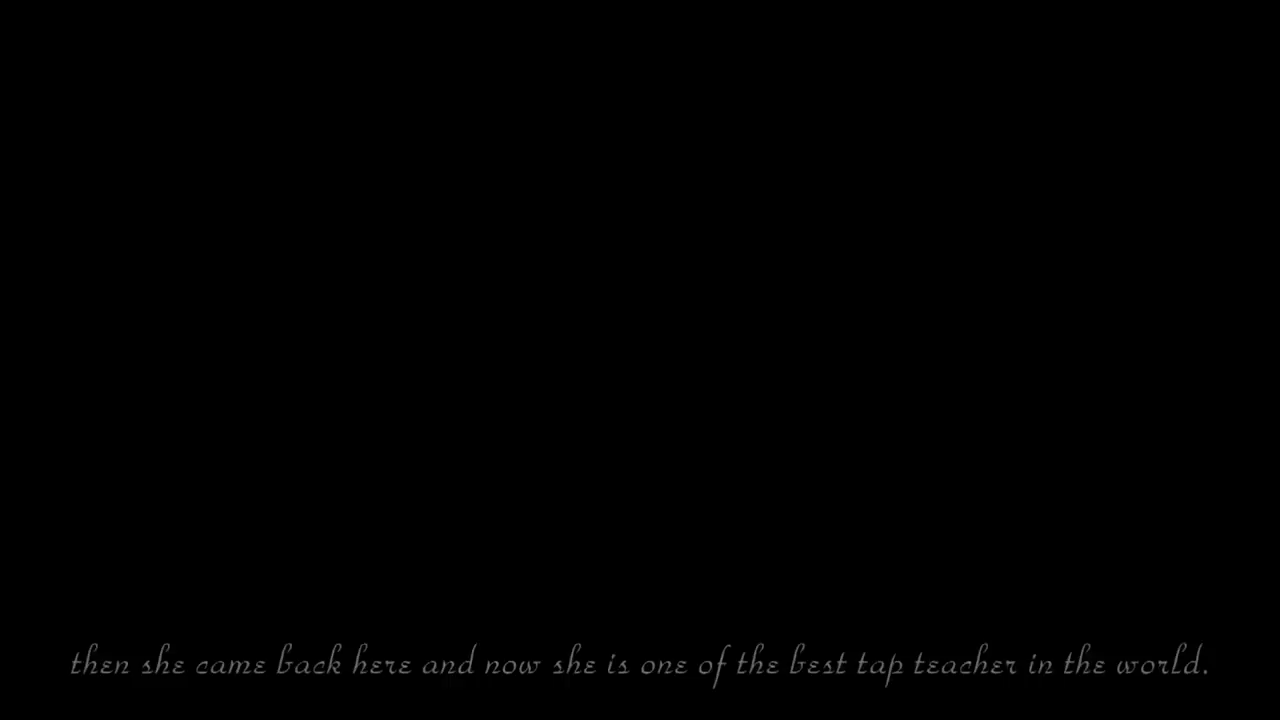 then she came back here and now she is one of the best tap teacher in the world.